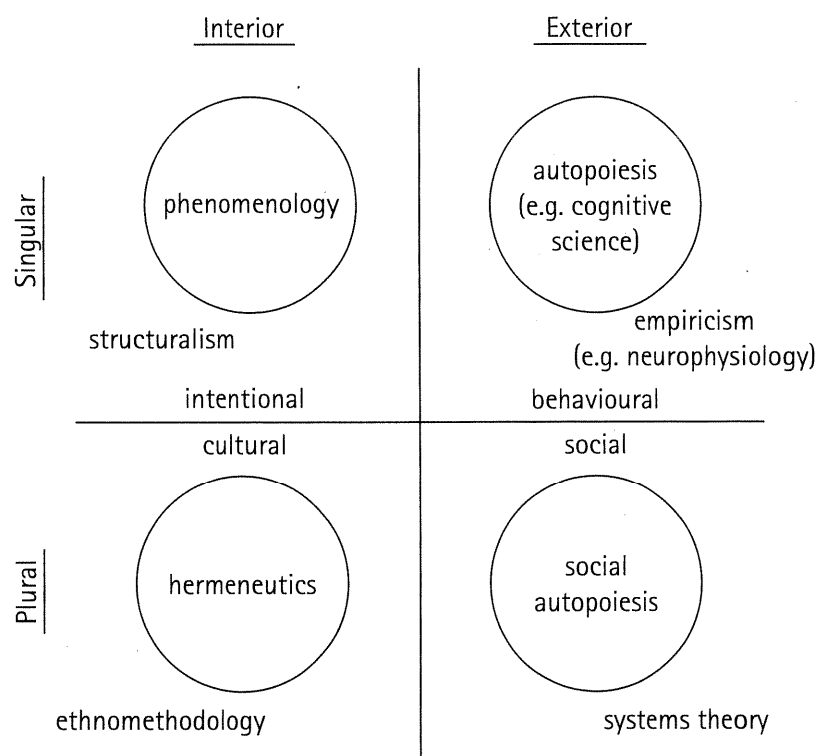 Interior
Exterior
Singular
phenomenology
autopoiesis
(e.g. cognitive
science)
structuralism
empiricism
(e.g. neurophysiology)
intentional
behavioural
cultural
social
Plural
hermeneutics
social
autopoiesis
ethnomethodology
systems theory